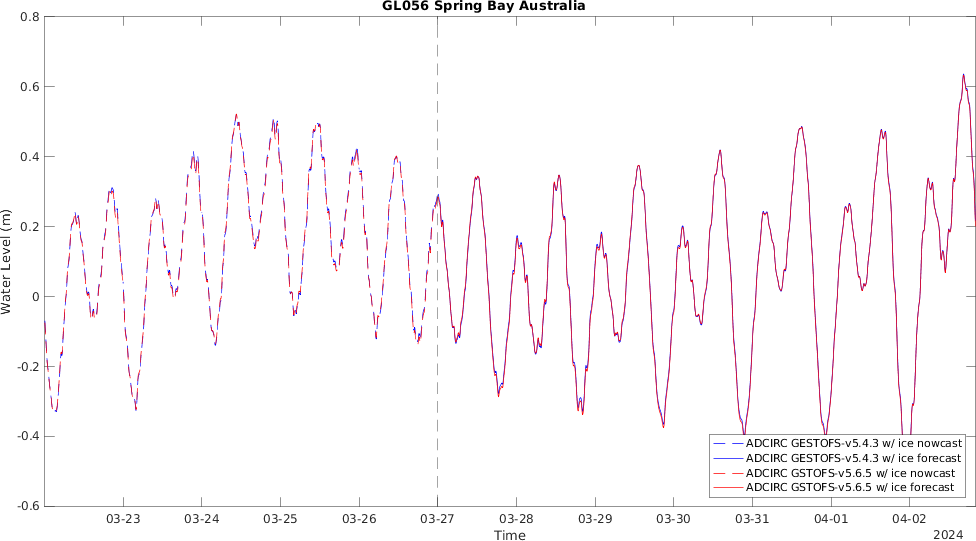 GL056 Spring Bay Australia
Water Level (m)
0.8
0.6
0.4
0.2
0
-0.2
-0.4
-0.6
ADCIRC GESTOFS-v5.4.3 w/ ice nowcast
ADCIRC GESTOFS-v5.4.3 w/ ice forecast
ADCIRC GSTOFS-v5.6.5 w/ ice nowcast
ADCIRC GSTOFS-v5.6.5 w/ ice forecast
03-23 03-24 03-25 03-26 03-27 03-28 03-29 03-30 03-31 04-01 04-02
Time
2024